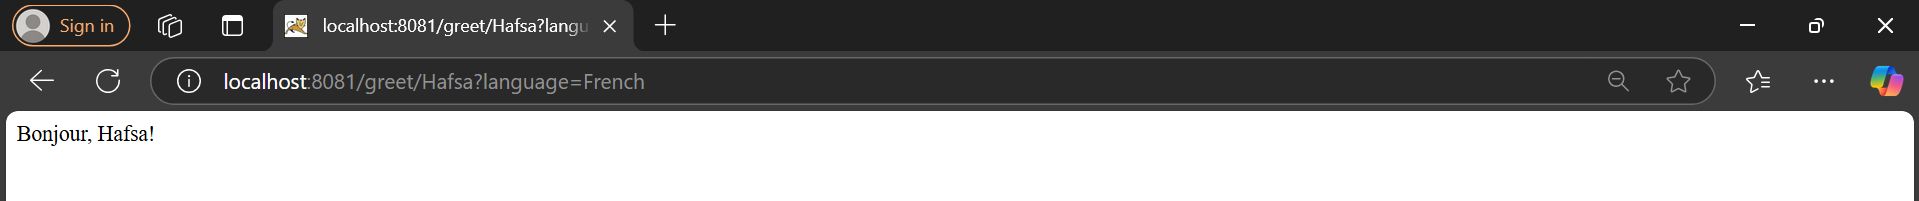 Sign in
localhost:8081/greet/Hafsa?langu
localhost:8081/greet/Hafsa?language=French
Bonjour, Hafsa!